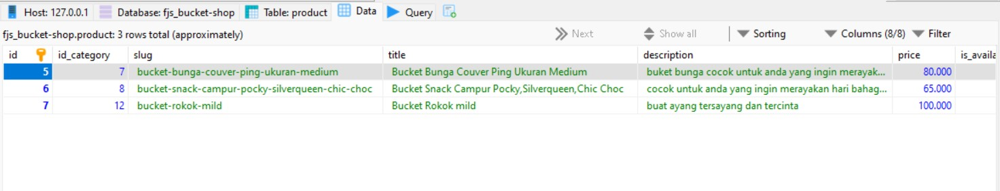 Host: 127.0.0.1 Database: fjs_bucket-shop Table: product Data Query
fjs_bucket-shop.product: 3 rows total (approximately) Next Show all Sorting Columns (8/8) Filter
id id_category slug title description price is_availa
5 7 bucket-bunga-couver-ping-ukuran-medium Bucket Bunga Couver Ping Ukuran Medium buket bunga cocok untuk anda yang ingin merayak... 80.000
6 8 bucket-snack-campur-pocky-silverqueen-chic-choc Bucket Snack Campur Pocky,Silverqueen,Chic Choc cocok untuk anda yang ingin merayakan hari bahag... 65.000
7 12 bucket-rokok-mild Bucket Rokok mild buat ayang tersayang dan tercinta 100.000